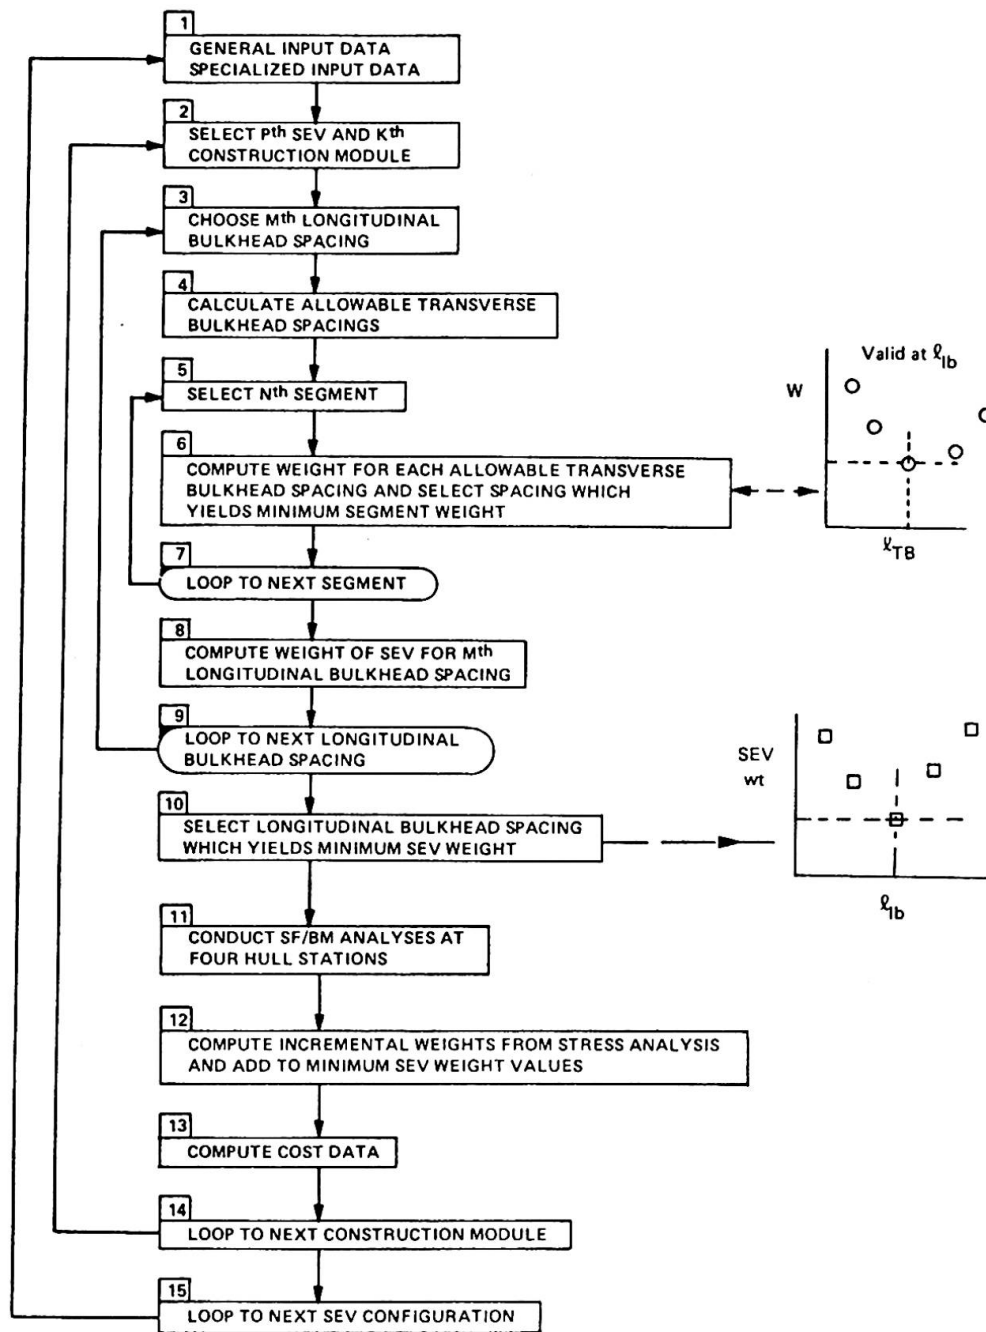 1
GENERAL INPUT DATA
SPECIALIZED INPUT DATA
2
SELECT Pth SEV AND Kth
CONSTRUCTION MODULE
3
CHOOSE Mth LONGITUDINAL
BULKHEAD SPACING
4
CALCULATE ALLOWABLE TRANSVERSE
BULKHEAD SPACINGS
5
SELECT Nth SEGMENT
6
COMPUTE WEIGHT FOR EACH ALLOWABLE TRANSVERSE
BULKHEAD SPACING AND SELECT SPACING WHICH
YIELDS MINIMUM SEGMENT WEIGHT
Valid at ℓlb
W
ℓTB
7
LOOP TO NEXT SEGMENT
8
COMPUTE WEIGHT OF SEV FOR Mth
LONGITUDINAL BULKHEAD SPACING
9
LOOP TO NEXT LONGITUDINAL
BULKHEAD SPACING
10
SELECT LONGITUDINAL BULKHEAD SPACING
WHICH YIELDS MINIMUM SEV WEIGHT
SEV
wt
ℓlb
11
CONDUCT SF/BM ANALYSES AT
FOUR HULL STATIONS
12
COMPUTE INCREMENTAL WEIGHTS FROM STRESS ANALYSIS
AND ADD TO MINIMUM SEV WEIGHT VALUES
13
COMPUTE COST DATA
14
LOOP TO NEXT CONSTRUCTION MODULE
15
LOOP TO NEXT SEV CONFIGURATION